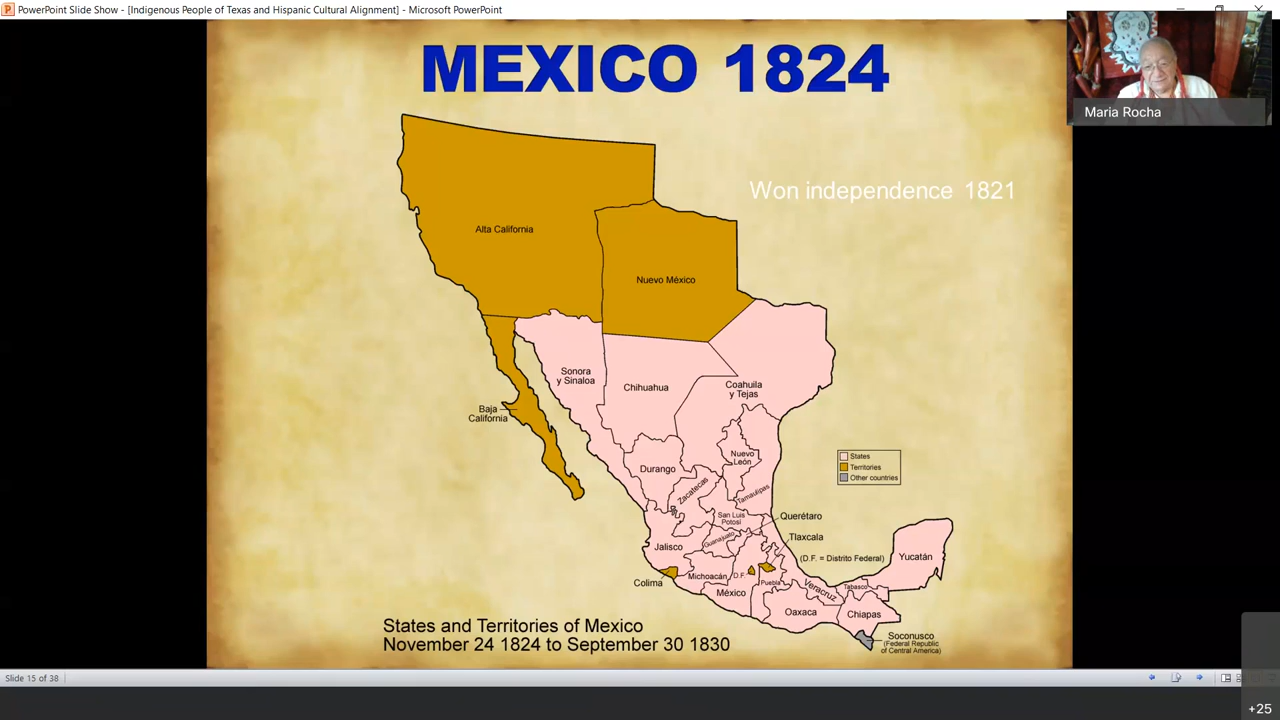 PowerPoint Slide Show - [Indigenous People of Texas and Hispanic Cultural Alignment] - Microsoft PowerPoint
MEXICO 1824
Maria Rocha
Won independence 1821
Alta California
Nuevo México
Sonora
y Sinaloa
Chihuahua
Coahuila
y Tejas
Baja
California
Nuevo
León
States
Territories
Other countries
Durango
Zacatecas
Tamaulipas
San Luis
Potosí
Querétaro
Guanajuato
Tlaxcala
Jalisco
(D.F. = Distrito Federal)
Yucatán
Colima
Michoacán
D.F.
Puebla
Veracruz
Tabasco
México
Oaxaca
Chiapas
States and Territories of Mexico
November 24 1824 to September 30 1830
Soconusco
(Federal Republic
of Central America)
Slide 15 of 38
+25